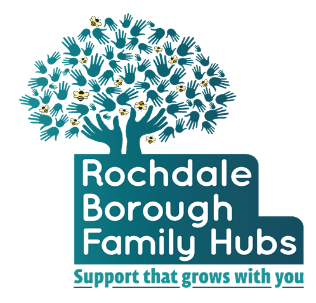 Rochdale
Borough
Family Hubs
Support that grows with you